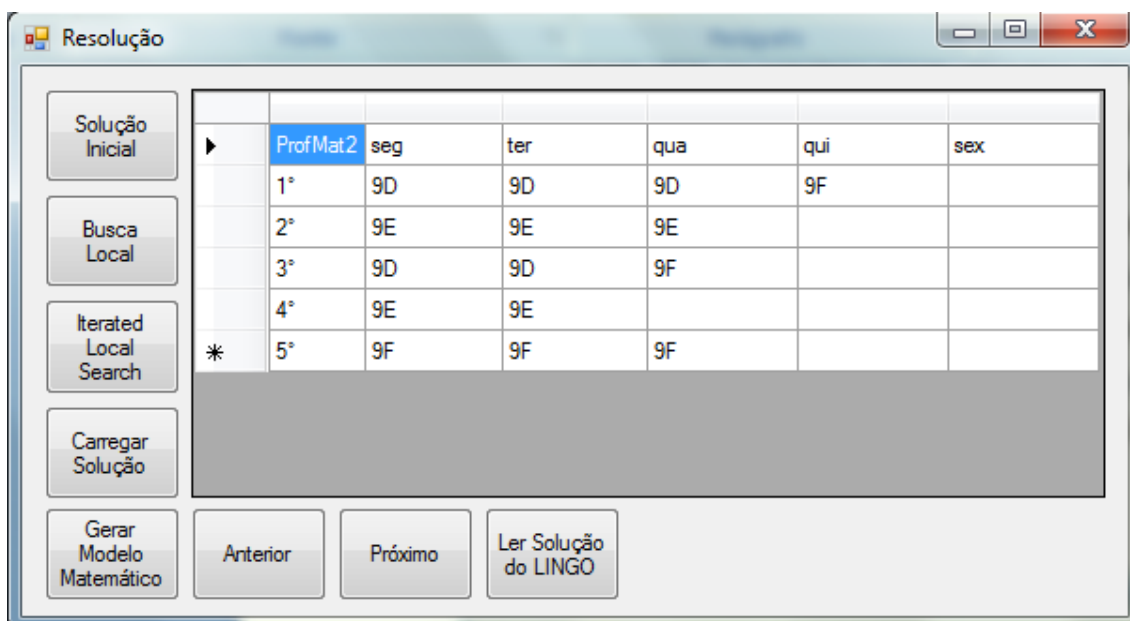 Resolução
Solução
Inicial
Busca
Local
Iterated
Local
Search
Carregar
Solução
Gerar
Modelo
Matemático
ProfMat2 seg ter qua qui sex
1° 9D 9D 9D 9F
2° 9E 9E 9E
3° 9D 9D 9F
4° 9E 9E
5° 9F 9F 9F
Anterior
Próximo
Ler Solução
do LINGO